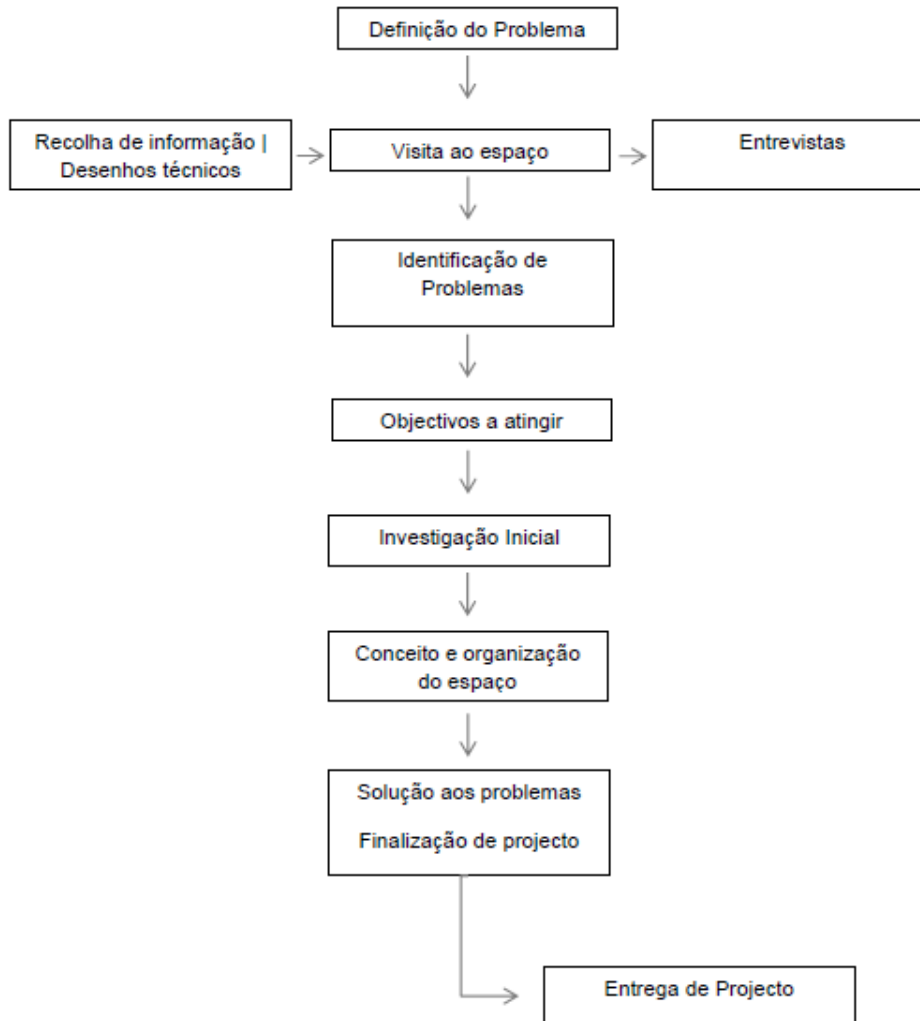 Definição do Problema
Recolha de informação |
Desenhos técnicos
Visita ao espaço
Entrevistas
Identificação de
Problemas
Objectivos a atingir
Investigação Inicial
Conceito e organização
do espaço
Solução aos problemas
Finalização de projecto
Entrega de Projecto